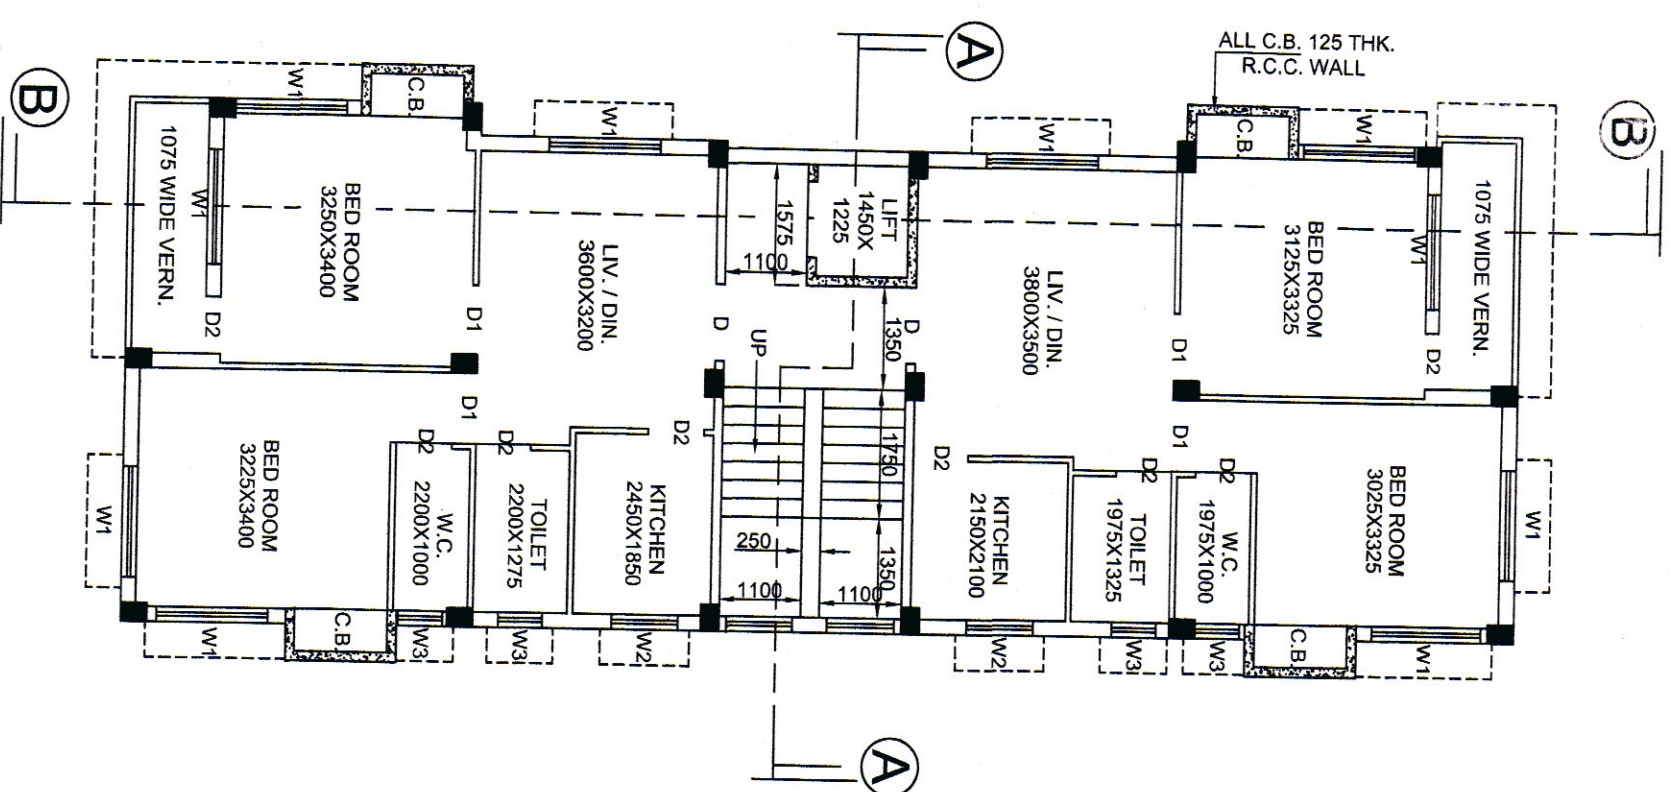 A
ALL C.B. 125 THK.
R.C.C. WALL
B
B
W1
C.B.
W1
W1
C.B.
W1
1075 WIDE VERN.
W1
BED ROOM
3250X3400
D2
D1
LIV. / DIN.
3600X3200
1575
1100
LIFT
1450X
1225
D
UP
D
1350
LIV. / DIN.
3800X3500
D1
BED ROOM
3125X3325
W1
D2
1075 WIDE VERN.
D1
D2
D2
D2
1750
D2
D1
D2
D2
W1
BED ROOM
3225X3400
W.C.
2200X1000
TOILET
2200X1275
KITCHEN
2450X1850
250
1100
1100
1350
KITCHEN
2150X2100
TOILET
1975X1325
W.C.
1975X1000
BED ROOM
3025X3325
W1
W1
C.B.
W3
W3
W2
W2
W3
W3
C.B.
W1
A